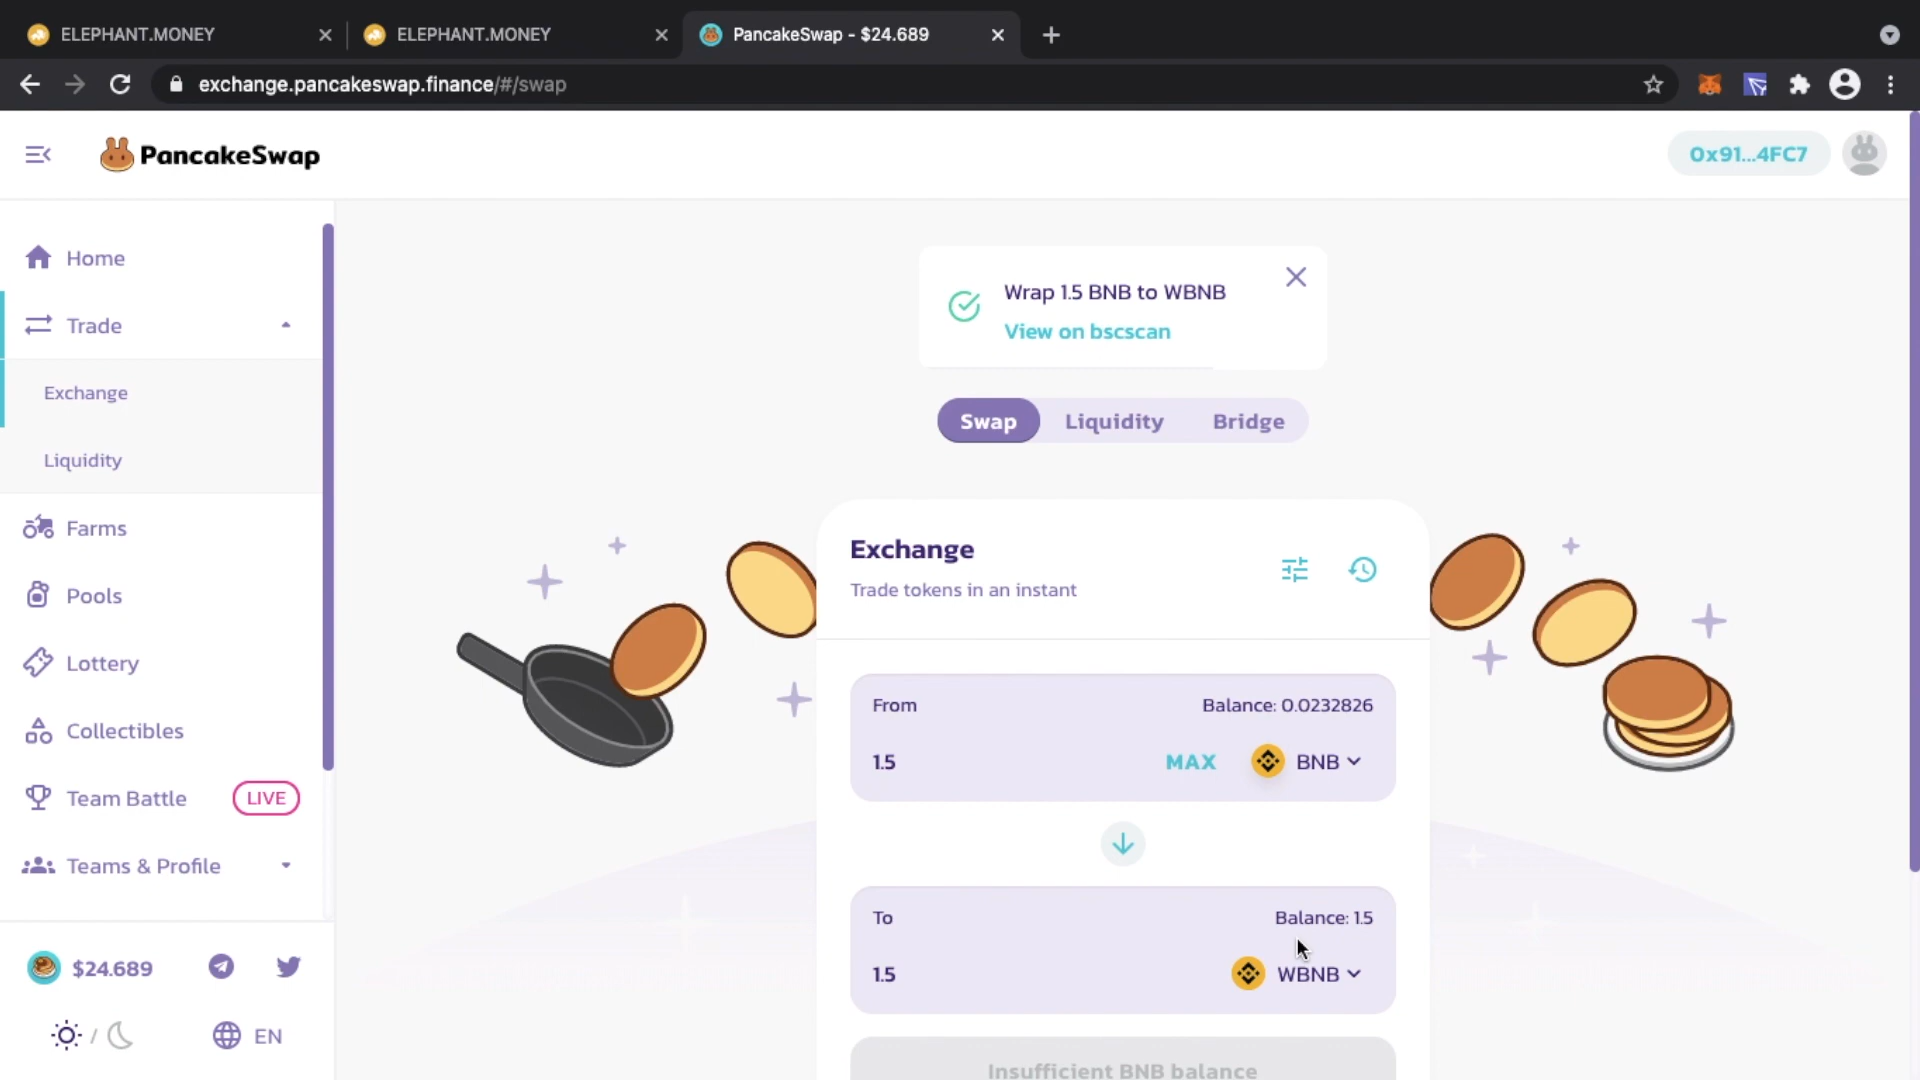 ELEPHANT.MONEY
ELEPHANT.MONEY
PancakeSwap - $24.689
exchange.pancakeswap.finance/#/swap
PancakeSwap
0x91...4FC7
Home
Trade
Exchange
Liquidity
Farms
Pools
Lottery
Collectibles
Team Battle
LIVE
Teams & Profile
$24.689
/
EN
Wrap 1.5 BNB to WBNB
View on bscscan
Swap
Liquidity
Bridge
Exchange
Trade tokens in an instant
From
Balance: 0.0232826
1.5
MAX
BNB
To
Balance: 1.5
1.5
WBNB
Insufficient BNB balance